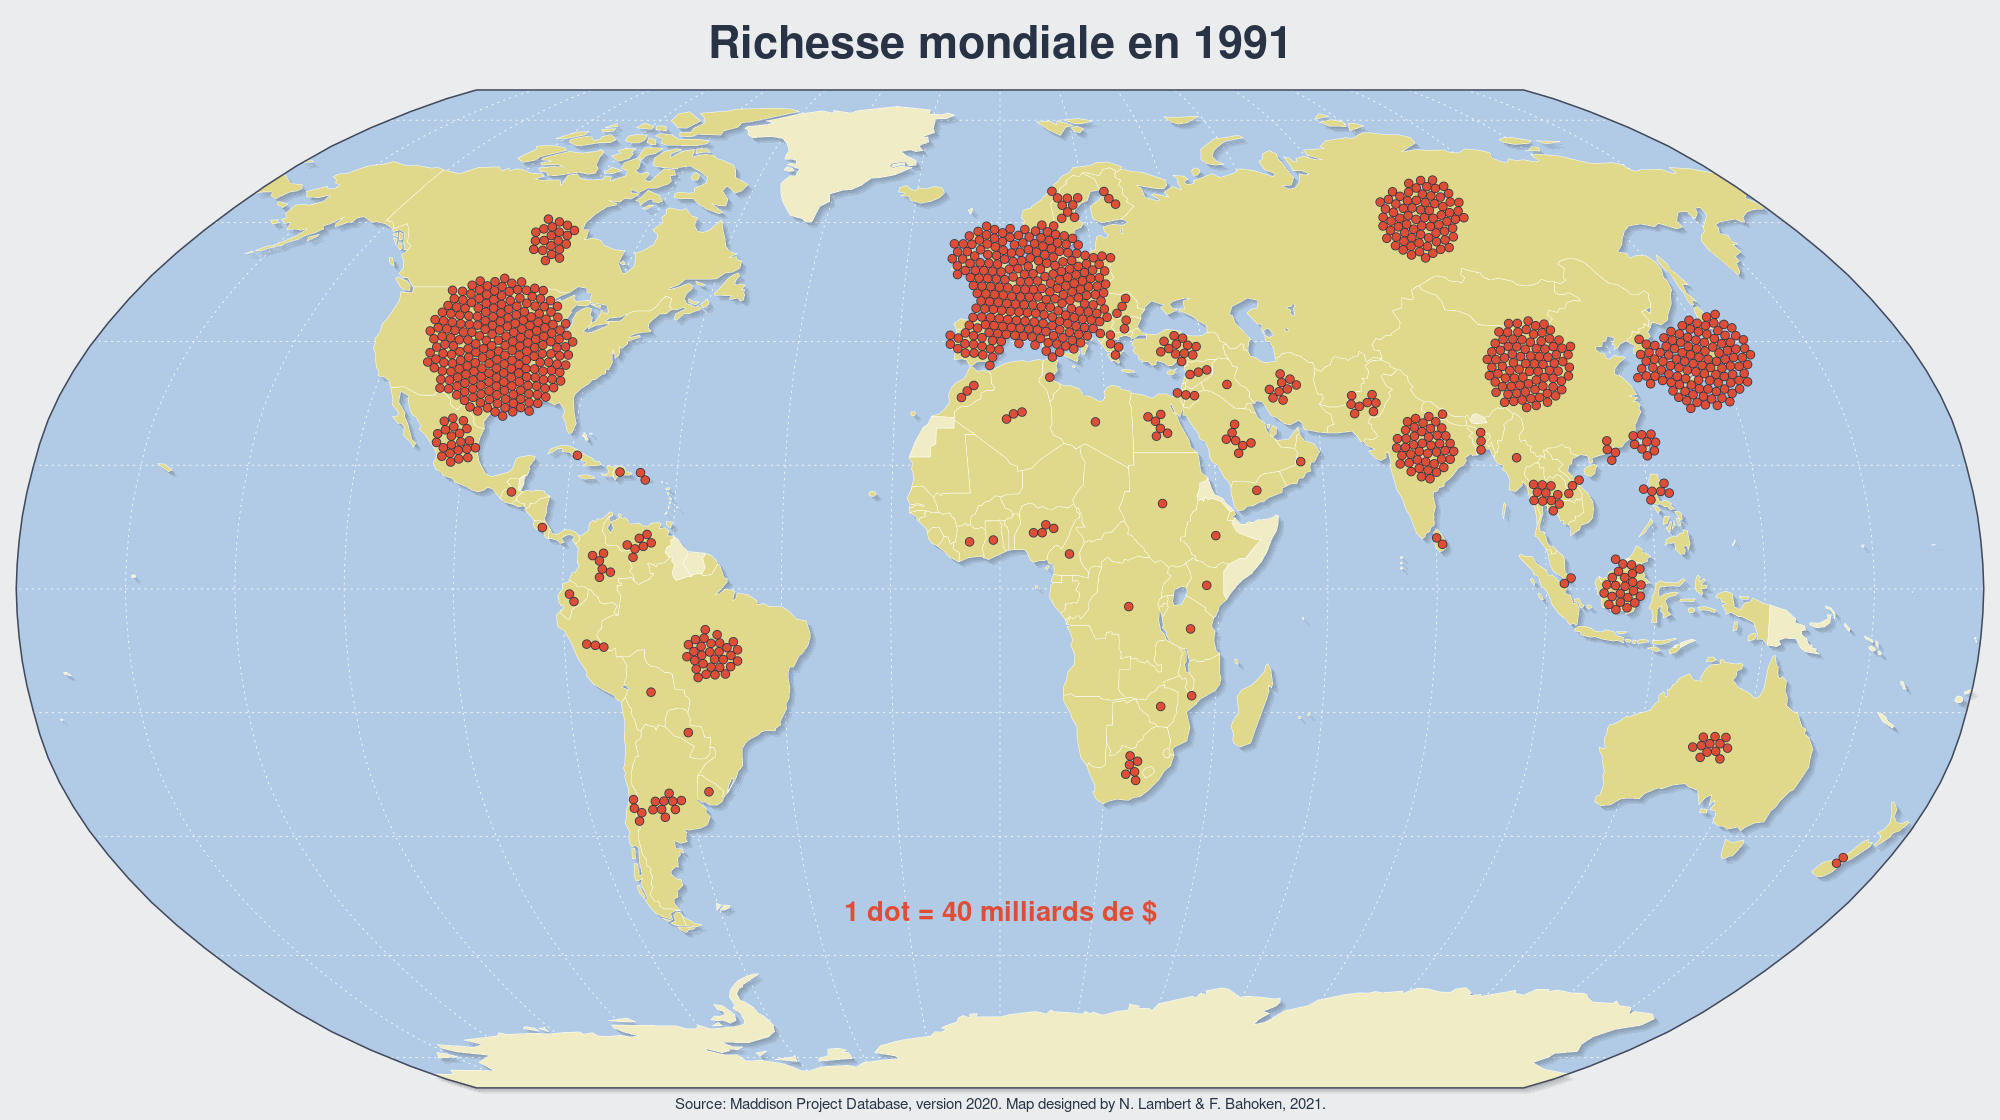 Richesse mondiale en 1991
1 dot = 40 milliards de $
Source: Maddison Project Database, version 2020. Map designed by N. Lambert & F. Bahoken, 2021.